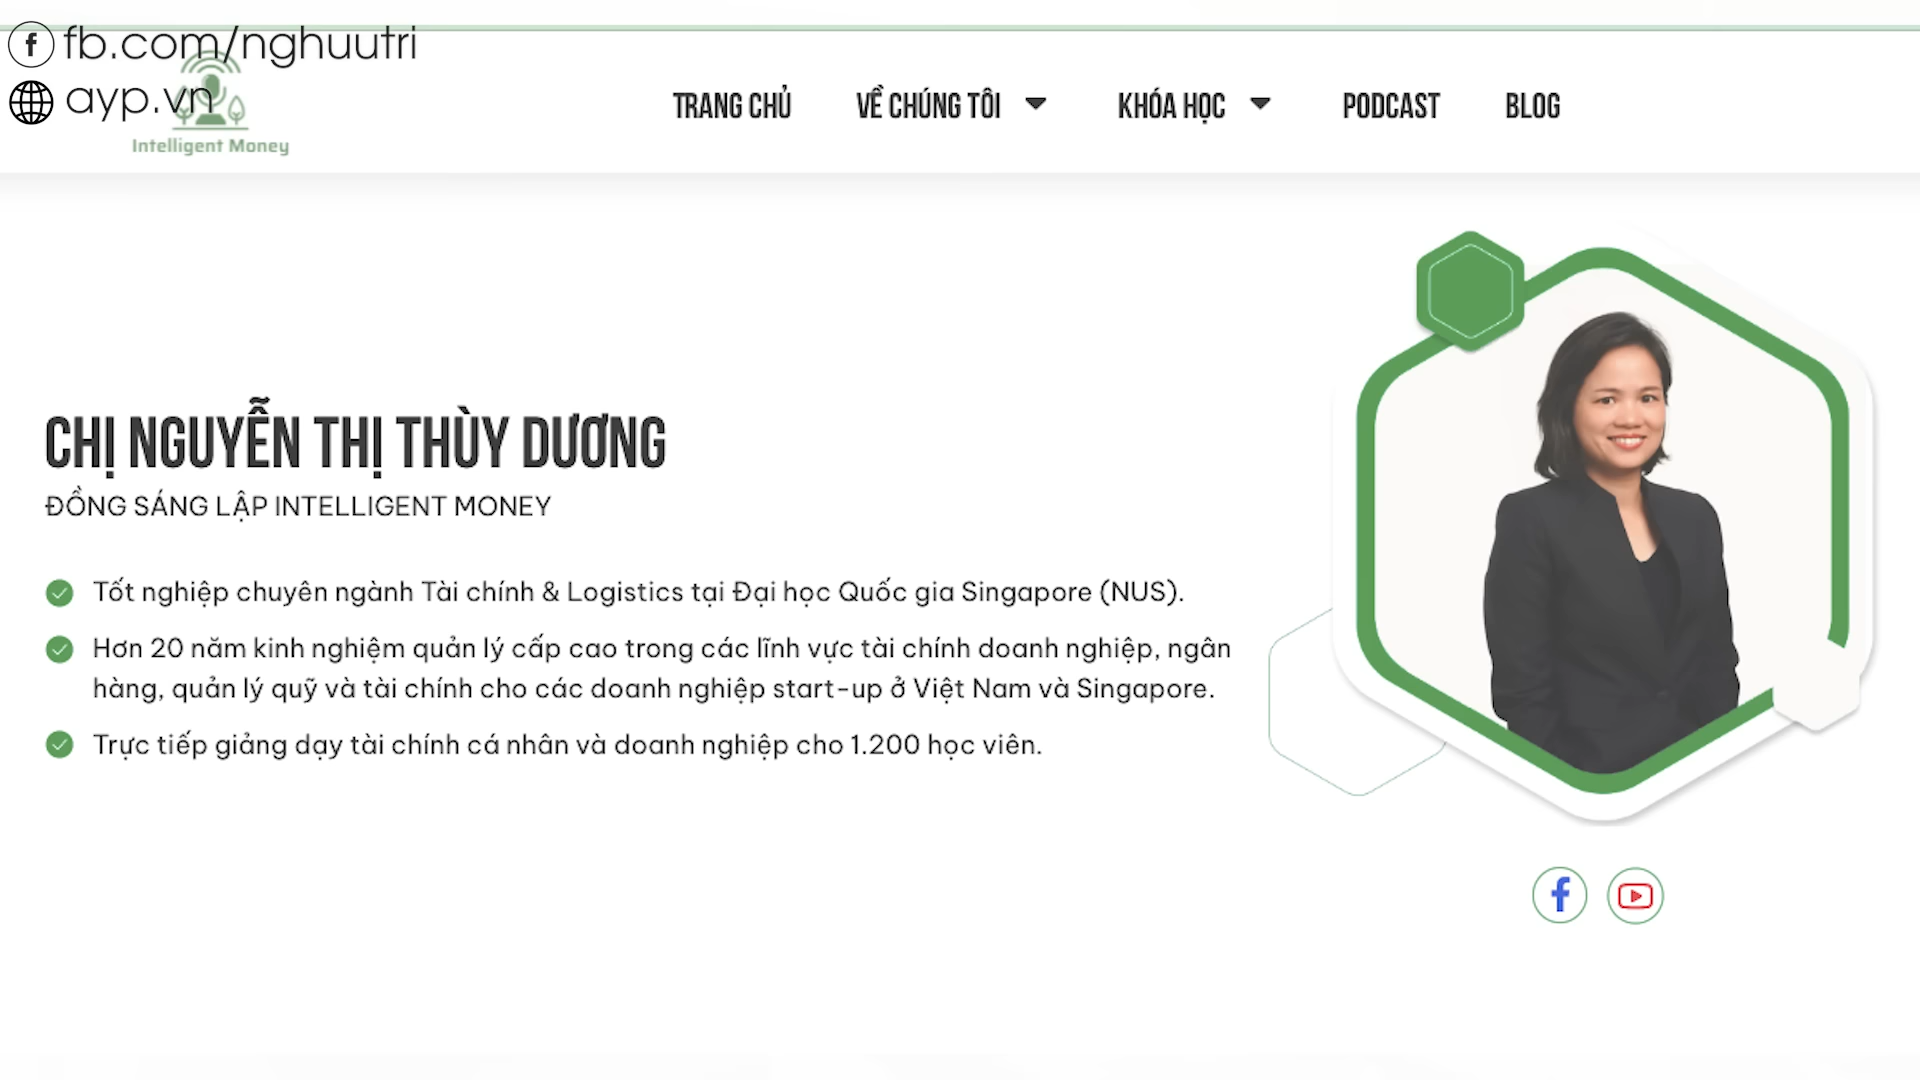 fb.com/nghuutri
ayp.vn
Intelligent Money
TRANG CHỦ
VỀ CHÚNG TÔI
KHÓA HỌC
PODCAST
BLOG
CHỊ NGUYỄN THỊ THÙY DƯƠNG
ĐỒNG SÁNG LẬP INTELLIGENT MONEY
Tốt nghiệp chuyên ngành Tài chính & Logistics tại Đại học Quốc gia Singapore (NUS).
Hơn 20 năm kinh nghiệm quản lý cấp cao trong các lĩnh vực tài chính doanh nghiệp, ngân
hàng, quản lý quỹ và tài chính cho các doanh nghiệp start-up ở Việt Nam và Singapore.
Trực tiếp giảng dạy tài chính cá nhân và doanh nghiệp cho 1.200 học viên.